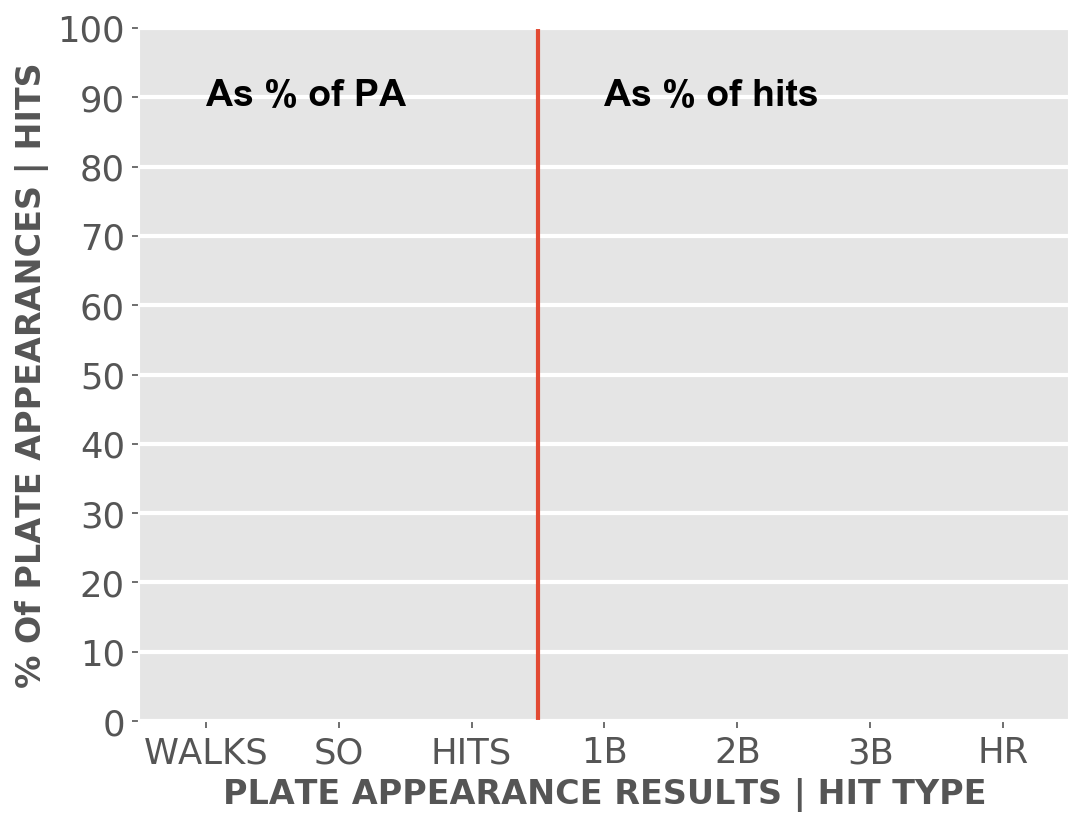 % Of PLATE APPEARANCES | HITS
100
90
80
70
60
50
40
30
20
10
0
As % of PA
As % of hits
WALKS SO HITS 1B 2B 3B HR
PLATE APPEARANCE RESULTS | HIT TYPE